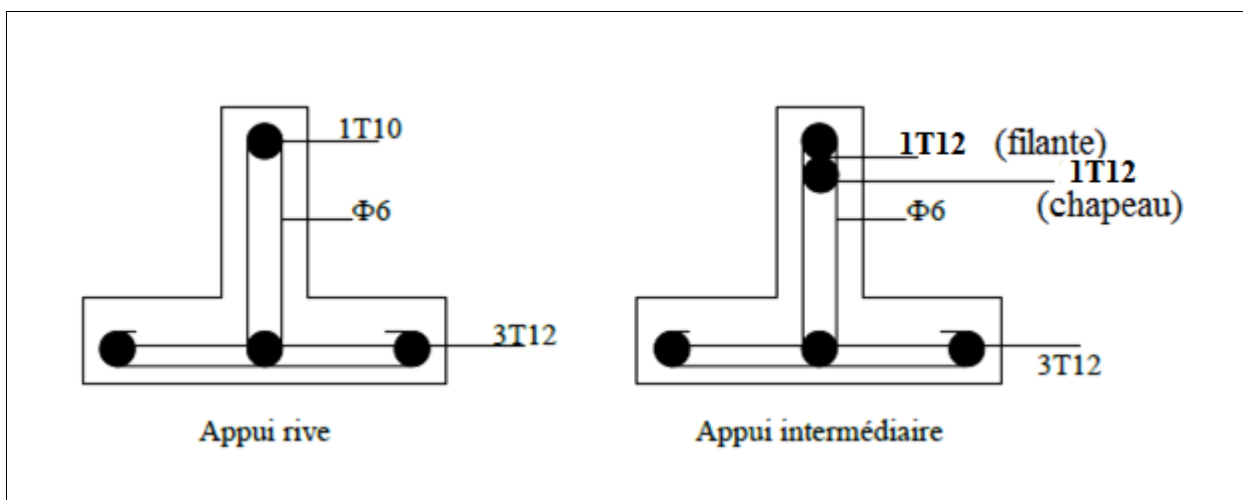 1T10
Φ6
3T12
Appui rive
1T12 (filante)
1T12
(chapeau)
Φ6
3T12
Appui intermédiaire